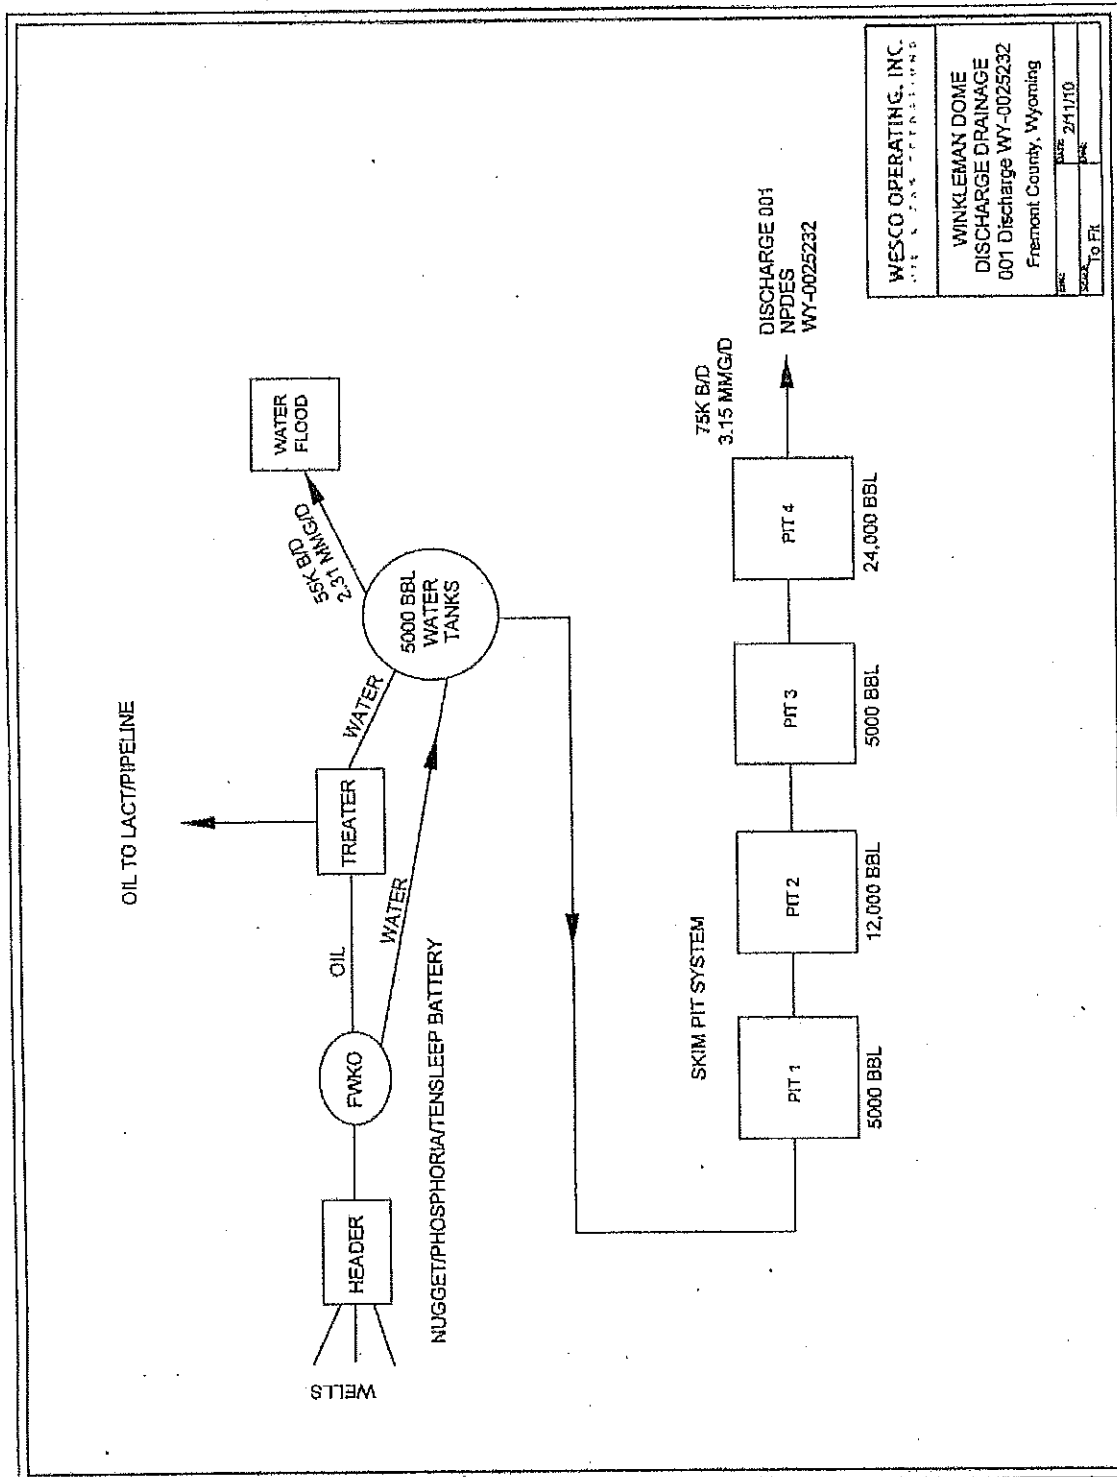 OIL TO LACT/PIPELINE
WELLS
HEADER
FWKO
OIL
TREATER
WATER
WATER
5000 BBL
WATER
TANKS
55K B/D
2.31 MMG/D
WATER
FLOOD
NUGGET/PHOSPHORIA/TENSLEEP BATTERY
SKIM PIT SYSTEM
PIT 1
5000 BBL
PIT 2
12,000 BBL
PIT 3
5000 BBL
PIT 4
24,000 BBL
75K B/D
3.15 MMG/D
DISCHARGE 001
NPDES
WY-0025232
WESCO OPERATING, INC.
WINKLEMAN DOME
DISCHARGE DRAINAGE
001 Discharge WY-0025232
Fremont County, Wyoming
DATE
2/11/10
SCALE
To Fit